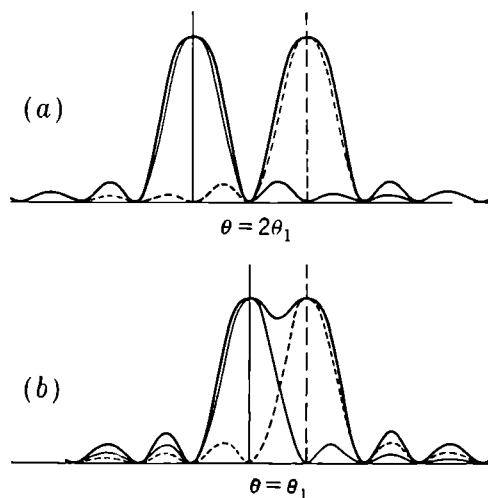 (a)
θ = 2θ₁
(b)
θ = θ₁